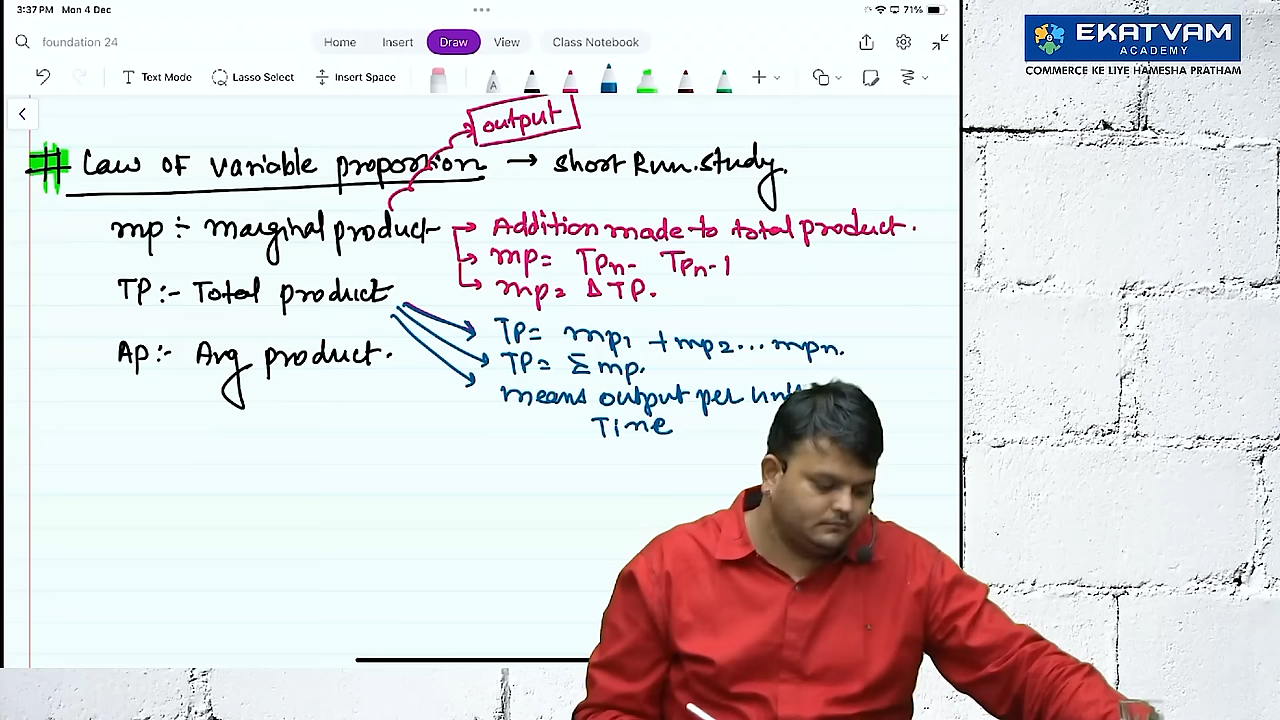 3:37 PM Mon 4 Dec
71%
foundation 24
Home Insert Draw View Class Notebook
Text Mode Lasso Select Insert Space
EKATVAM
ACADEMY
COMMERCE KE LIYE HAMESHA PRATHAM
output
# Law OF variable proportion → short Run study.
mp :- marginal product → Addition made to total product.
→ mp = TPn - TPn-1
→ mp = Δ TP.
TP :- Total product
TP = mp1 + mp2 ... mpn.
TP = Σ mp.
means output per
Time
AP :- Avg product.